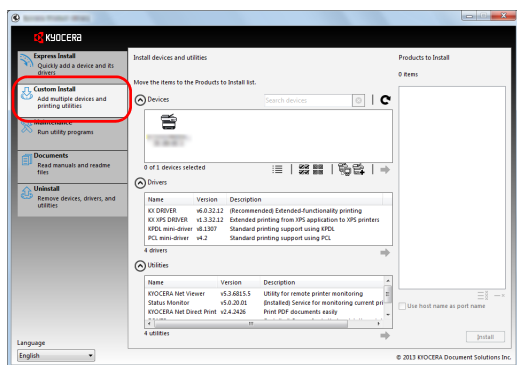 KYOCERA
Express Install
Quickly add a device and its
drivers
Custom Install
Add multiple devices and
printing utilities
Maintenance
Run utility programs
Documents
Read manuals and readme
files
Uninstall
Remove devices, drivers, and
utilities
Language
English
Install devices and utilities
Move the items to the Products to Install list.
Devices
Search devices
0 of 1 devices selected
Drivers
Name Version Description
KX DRIVER v6.0.32.12 (Recommended) Extended-functionality printing
KX XPS DRIVER v1.3.32.12 Extended printing from XPS application to XPS printers
KPDL mini-driver v8.1307 Standard printing support using KPDL
PCL mini-driver v4.2 Standard printing support using PCL
4 drivers
Utilities
Name Version Description
KYOCERA Net Viewer v5.3.6815.5 Utility for remote printer monitoring
Status Monitor v5.0.20.01 (Installed) Service for monitoring current pri
KYOCERA Net Direct Print v2.4.2426 Print PDF documents easily
4 utilities
Products to Install
0 items
Use host name as port name
Install
© 2013 KYOCERA Document Solutions Inc.